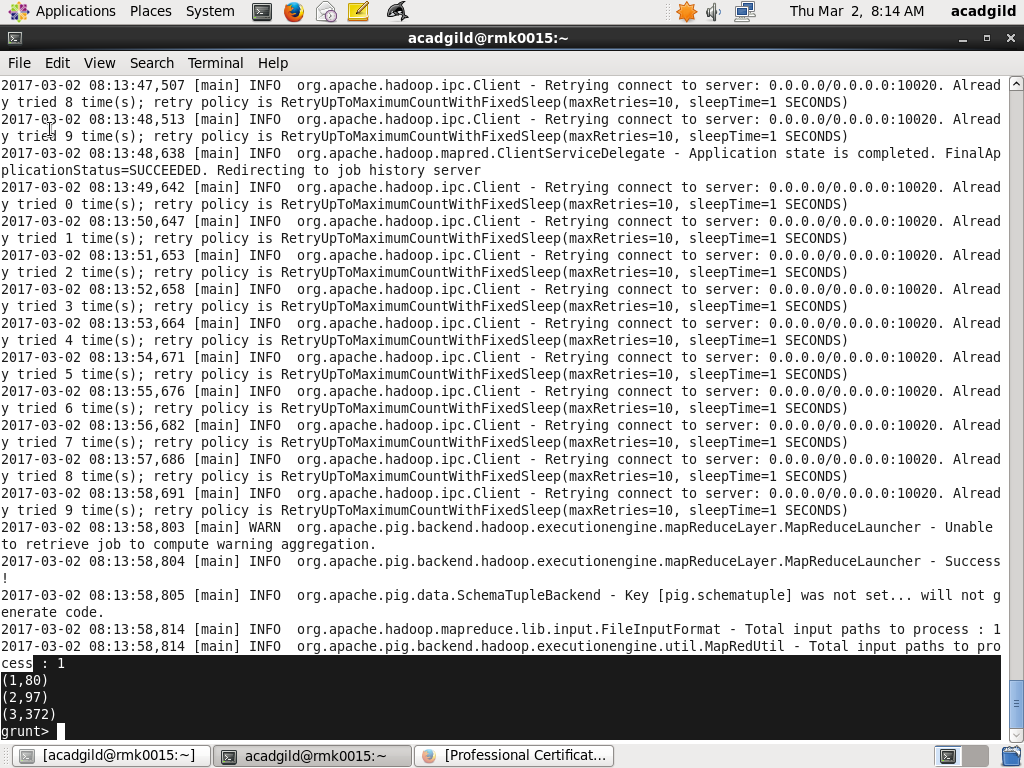 Applications Places System Thu Mar 2, 8:14 AM acadgild
acadgild@rmk0015:~
File Edit View Search Terminal Help
2017-03-02 08:13:47,507 [main] INFO  org.apache.hadoop.ipc.Client - Retrying connect to server: 0.0.0.0/0.0.0.0:10020. Alread
y tried 8 time(s); retry policy is RetryUpToMaximumCountWithFixedSleep(maxRetries=10, sleepTime=1 SECONDS)
2017-03-02 08:13:48,513 [main] INFO  org.apache.hadoop.ipc.Client - Retrying connect to server: 0.0.0.0/0.0.0.0:10020. Alread
y tried 9 time(s); retry policy is RetryUpToMaximumCountWithFixedSleep(maxRetries=10, sleepTime=1 SECONDS)
2017-03-02 08:13:48,638 [main] INFO  org.apache.hadoop.mapred.ClientServiceDelegate - Application state is completed. FinalAp
plicationStatus=SUCCEEDED. Redirecting to job history server
2017-03-02 08:13:49,642 [main] INFO  org.apache.hadoop.ipc.Client - Retrying connect to server: 0.0.0.0/0.0.0.0:10020. Alread
y tried 0 time(s); retry policy is RetryUpToMaximumCountWithFixedSleep(maxRetries=10, sleepTime=1 SECONDS)
2017-03-02 08:13:50,647 [main] INFO  org.apache.hadoop.ipc.Client - Retrying connect to server: 0.0.0.0/0.0.0.0:10020. Alread
y tried 1 time(s); retry policy is RetryUpToMaximumCountWithFixedSleep(maxRetries=10, sleepTime=1 SECONDS)
2017-03-02 08:13:51,653 [main] INFO  org.apache.hadoop.ipc.Client - Retrying connect to server: 0.0.0.0/0.0.0.0:10020. Alread
y tried 2 time(s); retry policy is RetryUpToMaximumCountWithFixedSleep(maxRetries=10, sleepTime=1 SECONDS)
2017-03-02 08:13:52,658 [main] INFO  org.apache.hadoop.ipc.Client - Retrying connect to server: 0.0.0.0/0.0.0.0:10020. Alread
y tried 3 time(s); retry policy is RetryUpToMaximumCountWithFixedSleep(maxRetries=10, sleepTime=1 SECONDS)
2017-03-02 08:13:53,664 [main] INFO  org.apache.hadoop.ipc.Client - Retrying connect to server: 0.0.0.0/0.0.0.0:10020. Alread
y tried 4 time(s); retry policy is RetryUpToMaximumCountWithFixedSleep(maxRetries=10, sleepTime=1 SECONDS)
2017-03-02 08:13:54,671 [main] INFO  org.apache.hadoop.ipc.Client - Retrying connect to server: 0.0.0.0/0.0.0.0:10020. Alread
y tried 5 time(s); retry policy is RetryUpToMaximumCountWithFixedSleep(maxRetries=10, sleepTime=1 SECONDS)
2017-03-02 08:13:55,676 [main] INFO  org.apache.hadoop.ipc.Client - Retrying connect to server: 0.0.0.0/0.0.0.0:10020. Alread
y tried 6 time(s); retry policy is RetryUpToMaximumCountWithFixedSleep(maxRetries=10, sleepTime=1 SECONDS)
2017-03-02 08:13:56,682 [main] INFO  org.apache.hadoop.ipc.Client - Retrying connect to server: 0.0.0.0/0.0.0.0:10020. Alread
y tried 7 time(s); retry policy is RetryUpToMaximumCountWithFixedSleep(maxRetries=10, sleepTime=1 SECONDS)
2017-03-02 08:13:57,686 [main] INFO  org.apache.hadoop.ipc.Client - Retrying connect to server: 0.0.0.0/0.0.0.0:10020. Alread
y tried 8 time(s); retry policy is RetryUpToMaximumCountWithFixedSleep(maxRetries=10, sleepTime=1 SECONDS)
2017-03-02 08:13:58,691 [main] INFO  org.apache.hadoop.ipc.Client - Retrying connect to server: 0.0.0.0/0.0.0.0:10020. Alread
y tried 9 time(s); retry policy is RetryUpToMaximumCountWithFixedSleep(maxRetries=10, sleepTime=1 SECONDS)
2017-03-02 08:13:58,803 [main] WARN  org.apache.pig.backend.hadoop.executionengine.mapReduceLayer.MapReduceLauncher - Unable
to retrieve job to compute warning aggregation.
2017-03-02 08:13:58,804 [main] INFO  org.apache.pig.backend.hadoop.executionengine.mapReduceLayer.MapReduceLauncher - Success
!
2017-03-02 08:13:58,805 [main] INFO  org.apache.pig.data.SchemaTupleBackend - Key [pig.schematuple] was not set... will not g
enerate code.
2017-03-02 08:13:58,814 [main] INFO  org.apache.hadoop.mapreduce.lib.input.FileInputFormat - Total input paths to process : 1
2017-03-02 08:13:58,814 [main] INFO  org.apache.pig.backend.hadoop.executionengine.util.MapRedUtil - Total input paths to pro
cess : 1
(1,80)
(2,97)
(3,372)
grunt>
[acadgild@rmk0015:~] acadgild@rmk0015:~ [Professional Certificat...